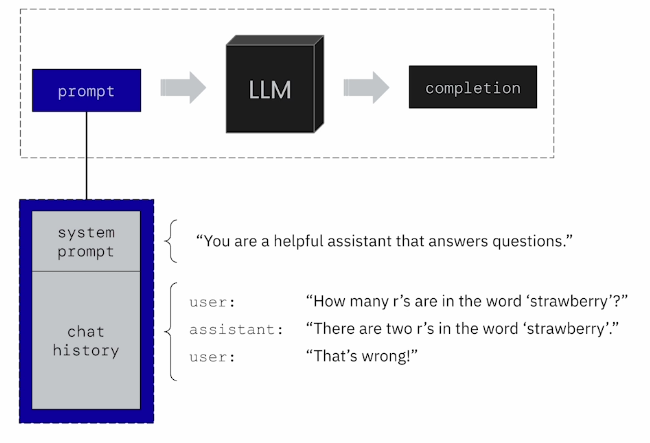 prompt
LLM
completion
system
prompt
“You are a helpful assistant that answers questions.”
chat
history
user: “How many r’s are in the word ‘strawberry’?”
assistant: “There are two r’s in the word ‘strawberry’.”
user: “That’s wrong!”